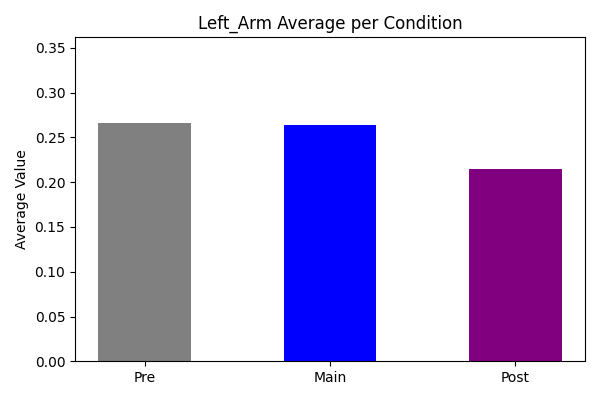 Left_Arm Average per Condition
Average Value
0.35
0.30
0.25
0.20
0.15
0.10
0.05
0.00
Pre
Main
Post